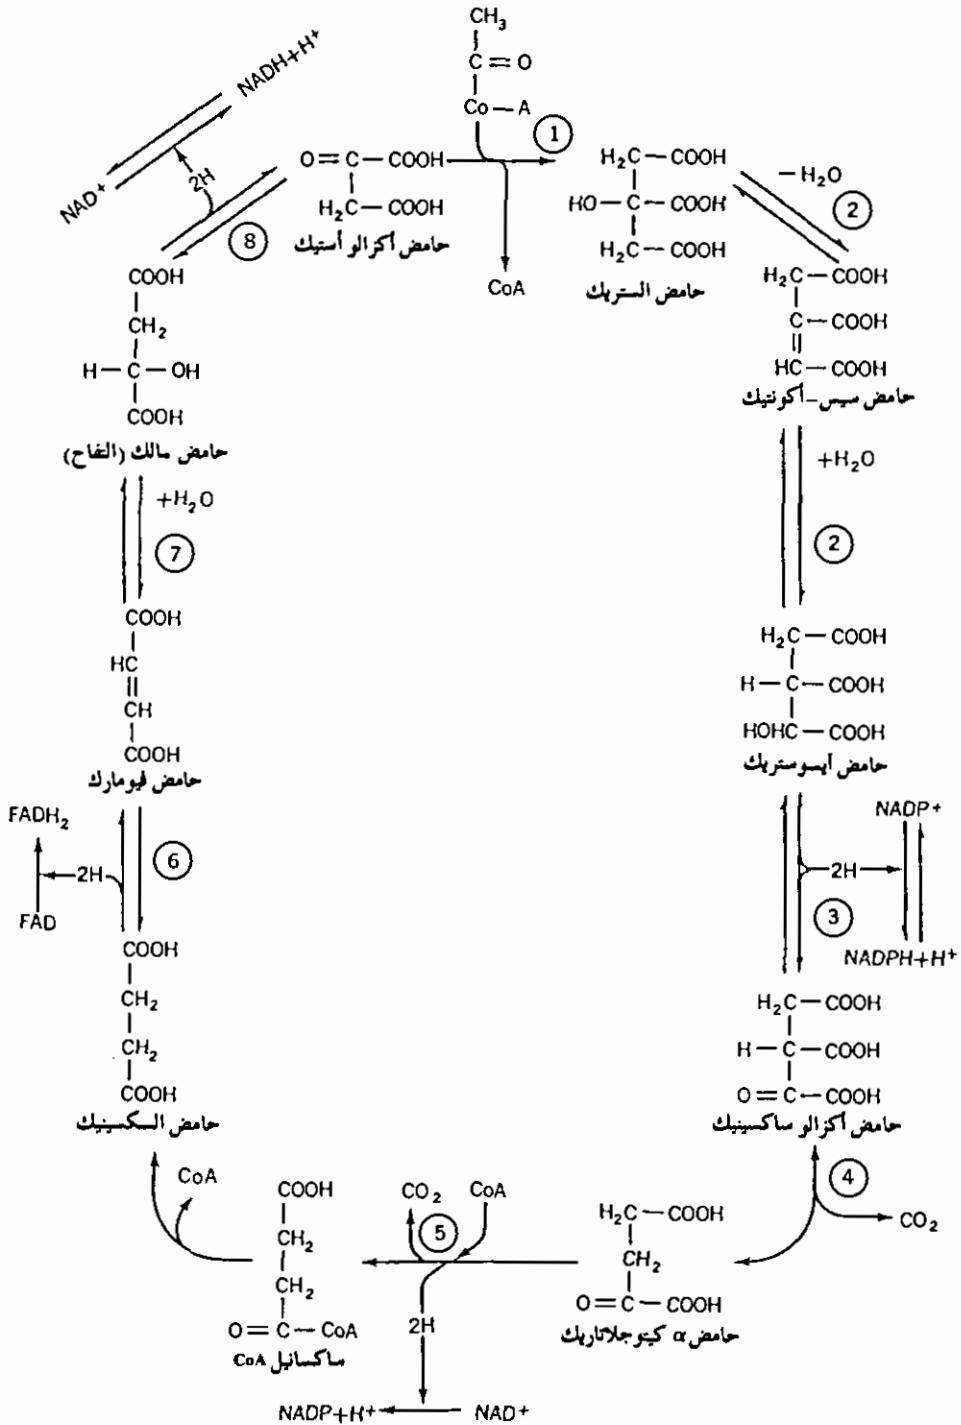 CH₃
C=O
Co—A
①
NADH+H⁺
NAD⁺
2H
⑧
O=C—COOH
H₂C—COOH
حامض أكزالو أستيك
CoA
H₂C—COOH
HO—C—COOH
H₂C—COOH
حامض الستريك
—H₂O
②
H₂C—COOH
C—COOH
HC—COOH
حامض سيس-أكونتيك
+H₂O
②
H₂C—COOH
H—C—COOH
HOHC—COOH
حامض أيسوستريك
NADP+
2H
③
NADPH+H⁺
H₂C—COOH
H—C—COOH
O=C—COOH
حامض أكزالو ساكسينيك
④
CO₂
H₂C—COOH
CH₂
O=C—COOH
حامض α كيتوجلاتاريك
CoA
CO₂
⑤
2H
NAD⁺
NADP+H⁺
COOH
CH₂
CH₂
O=C—CoA
ساكسانيل CoA
CoA
COOH
CH₂
CH₂
COOH
حامض السكسينيك
FADH₂
2H
FAD
⑥
COOH
HC
CH
COOH
حامض فيومارك
+H₂O
⑦
COOH
CH₂
H—C—OH
COOH
حامض مالك (التفاح)